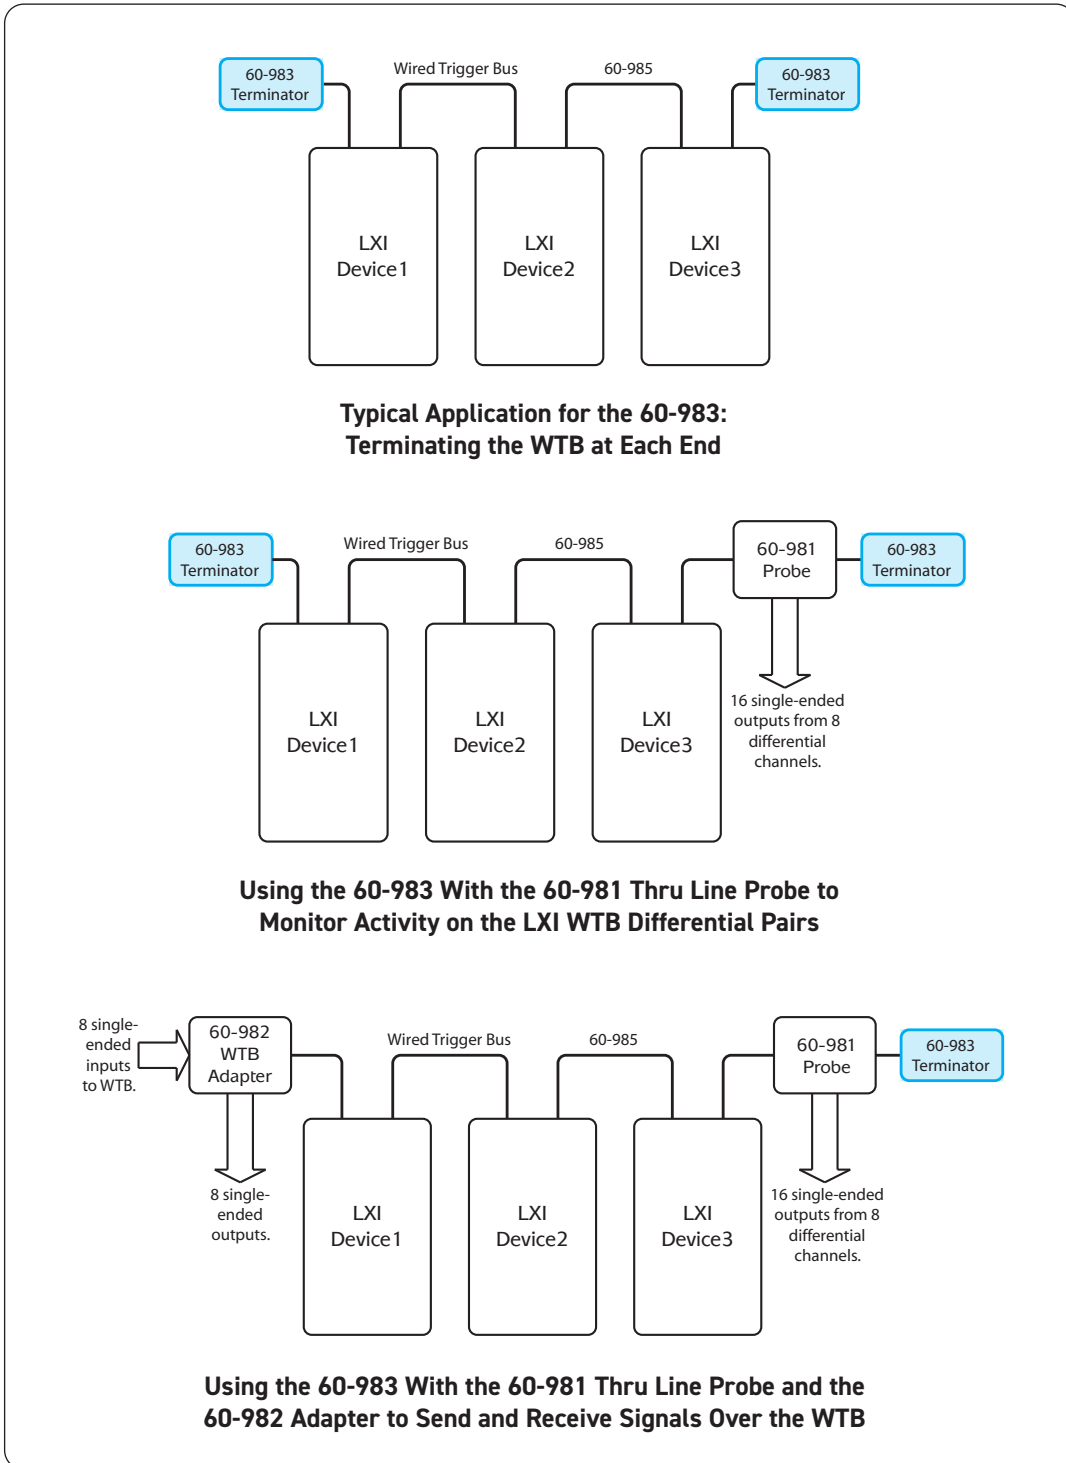 60-983
Terminator
Wired Trigger Bus
60-985
60-983
Terminator
LXI
Device1
LXI
Device2
LXI
Device3
Typical Application for the 60-983:
Terminating the WTB at Each End
60-983
Terminator
Wired Trigger Bus
60-985
60-981
Probe
60-983
Terminator
LXI
Device1
LXI
Device2
LXI
Device3
16 single-ended
outputs from 8
differential
channels.
Using the 60-983 With the 60-981 Thru Line Probe to
Monitor Activity on the LXI WTB Differential Pairs
8 single-
ended
inputs
to WTB.
60-982
WTB
Adapter
Wired Trigger Bus
60-985
60-981
Probe
60-983
Terminator
8 single-
ended
outputs.
LXI
Device1
LXI
Device2
LXI
Device3
16 single-ended
outputs from 8
differential
channels.
Using the 60-983 With the 60-981 Thru Line Probe and the
60-982 Adapter to Send and Receive Signals Over the WTB